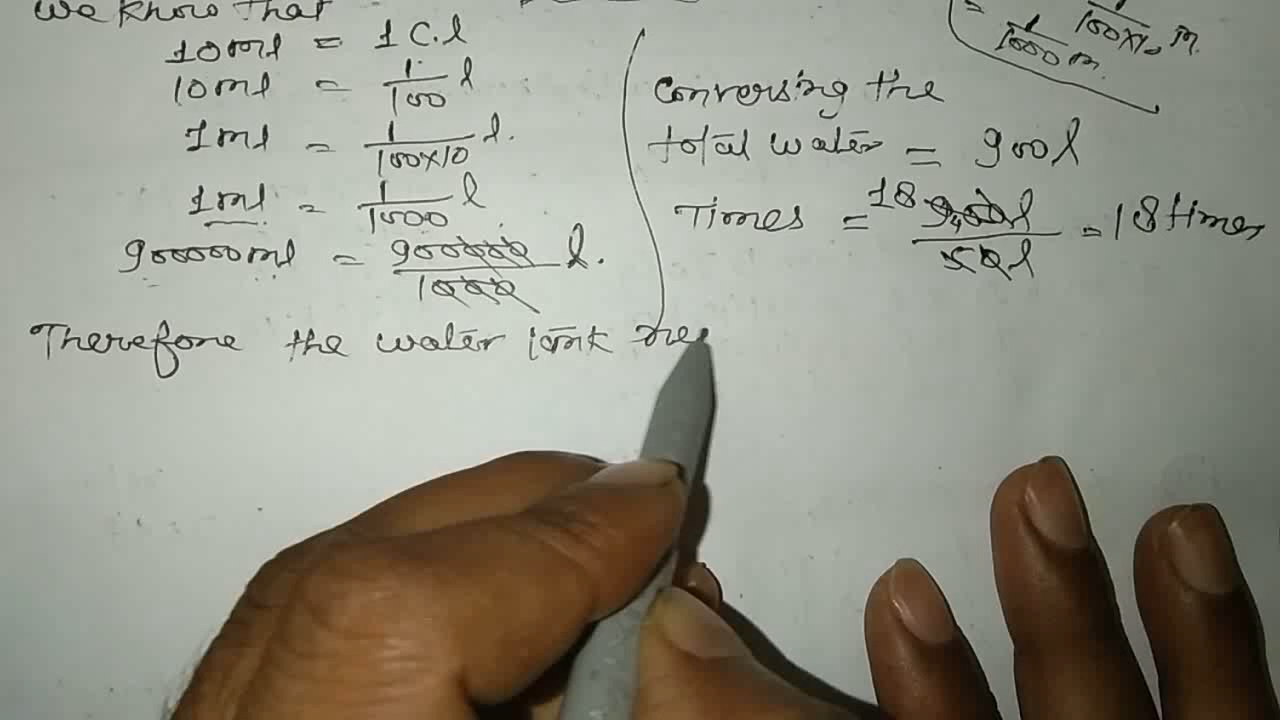 We know that
10ml = 1 C.l
10ml = 1/100 l
1ml = 1/100×10 l.
1ml = 1/1000 l
900000ml = 900000/1000 l.
= 1/100×10 m.
1/1000 m.
Conversing the
total water = 900l
Times = 18 900l/50l = 18 times
Therefore the water tank